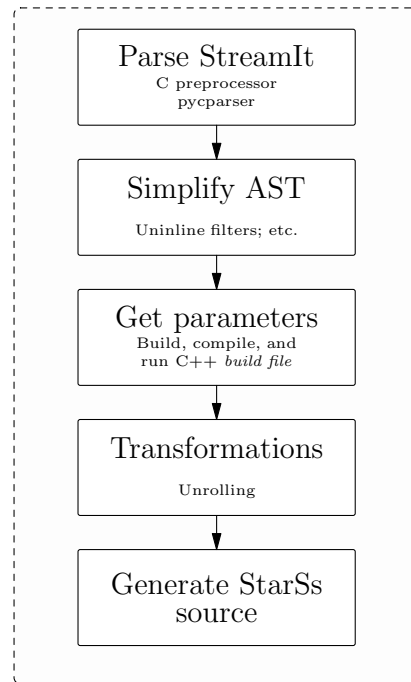 Parse StreamIt
C preprocessor
pycparser
Simplify AST
Uninline filters; etc.
Get parameters
Build, compile, and
run C++ build file
Transformations
Unrolling
Generate StarSs
source